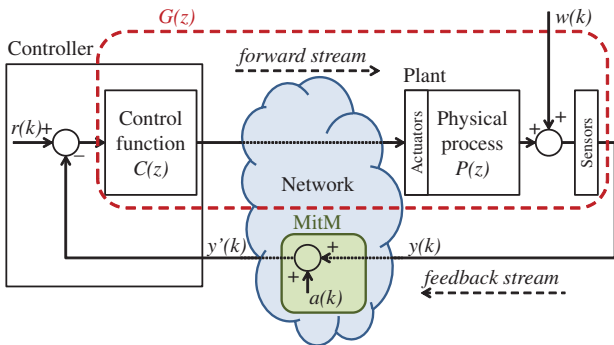 G(z)
w(k)
Controller
forward stream
Plant
r(k)
+
−
Control
function
C(z)
Actuators
Physical
process
P(z)
+
+
Sensors
Network
MitM
y'(k)
+
+
a(k)
y(k)
feedback stream